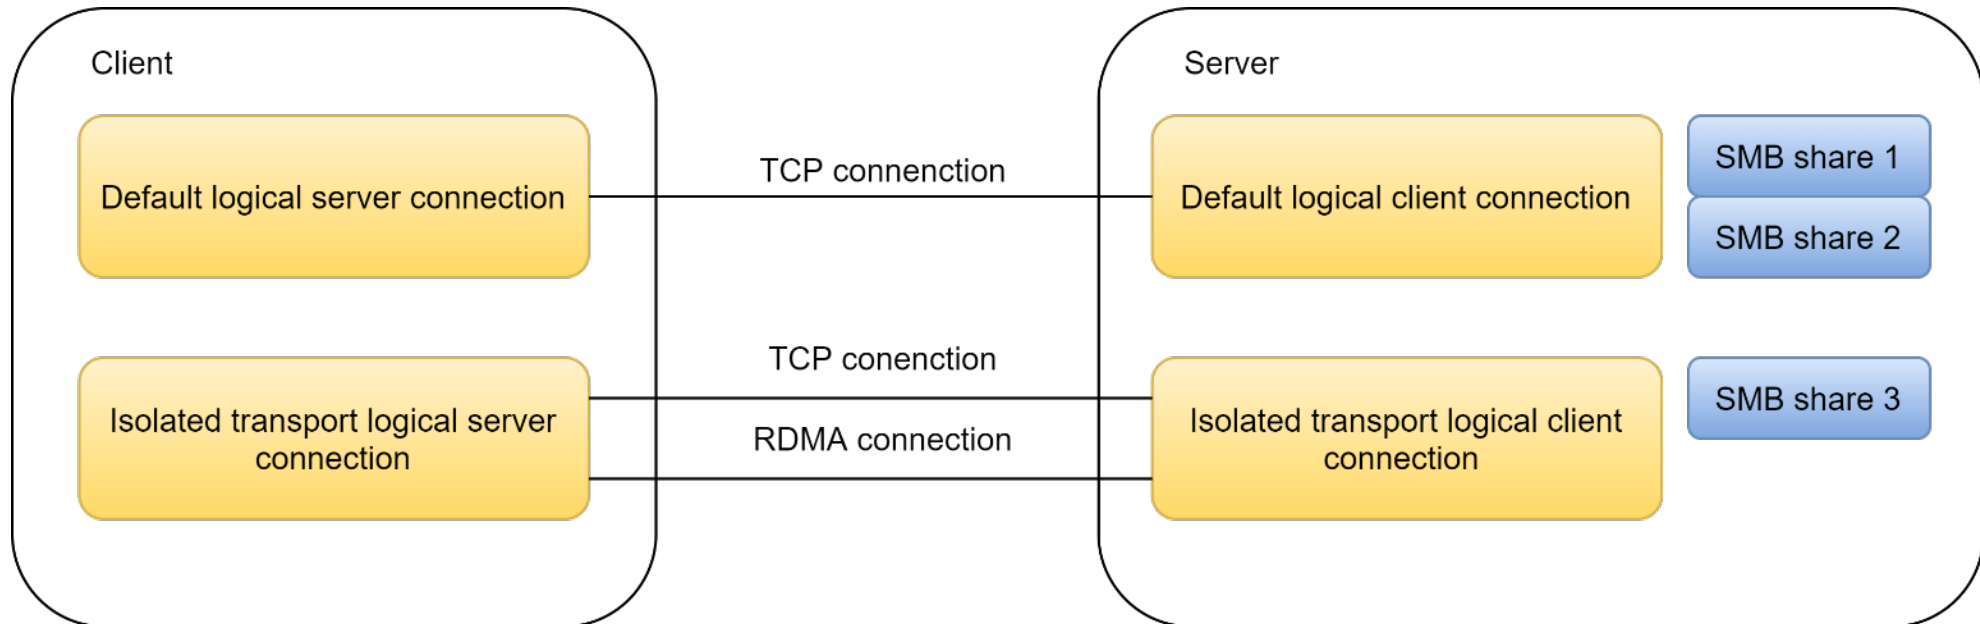 Client
Server
Default logical server connection
TCP connenction
Default logical client connection
SMB share 1
SMB share 2
Isolated transport logical server
connection
TCP conenction
RDMA connection
Isolated transport logical client
connection
SMB share 3